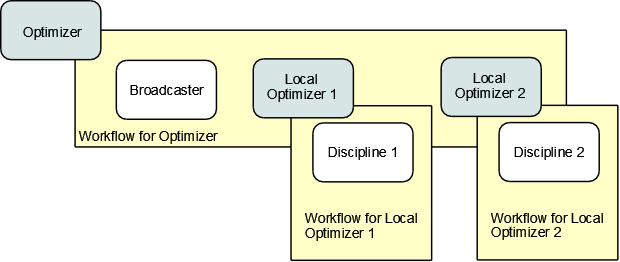 Optimizer
Broadcaster
Local
Optimizer 1
Local
Optimizer 2
Workflow for Optimizer
Discipline 1
Discipline 2
Workflow for Local
Optimizer 1
Workflow for Local
Optimizer 2